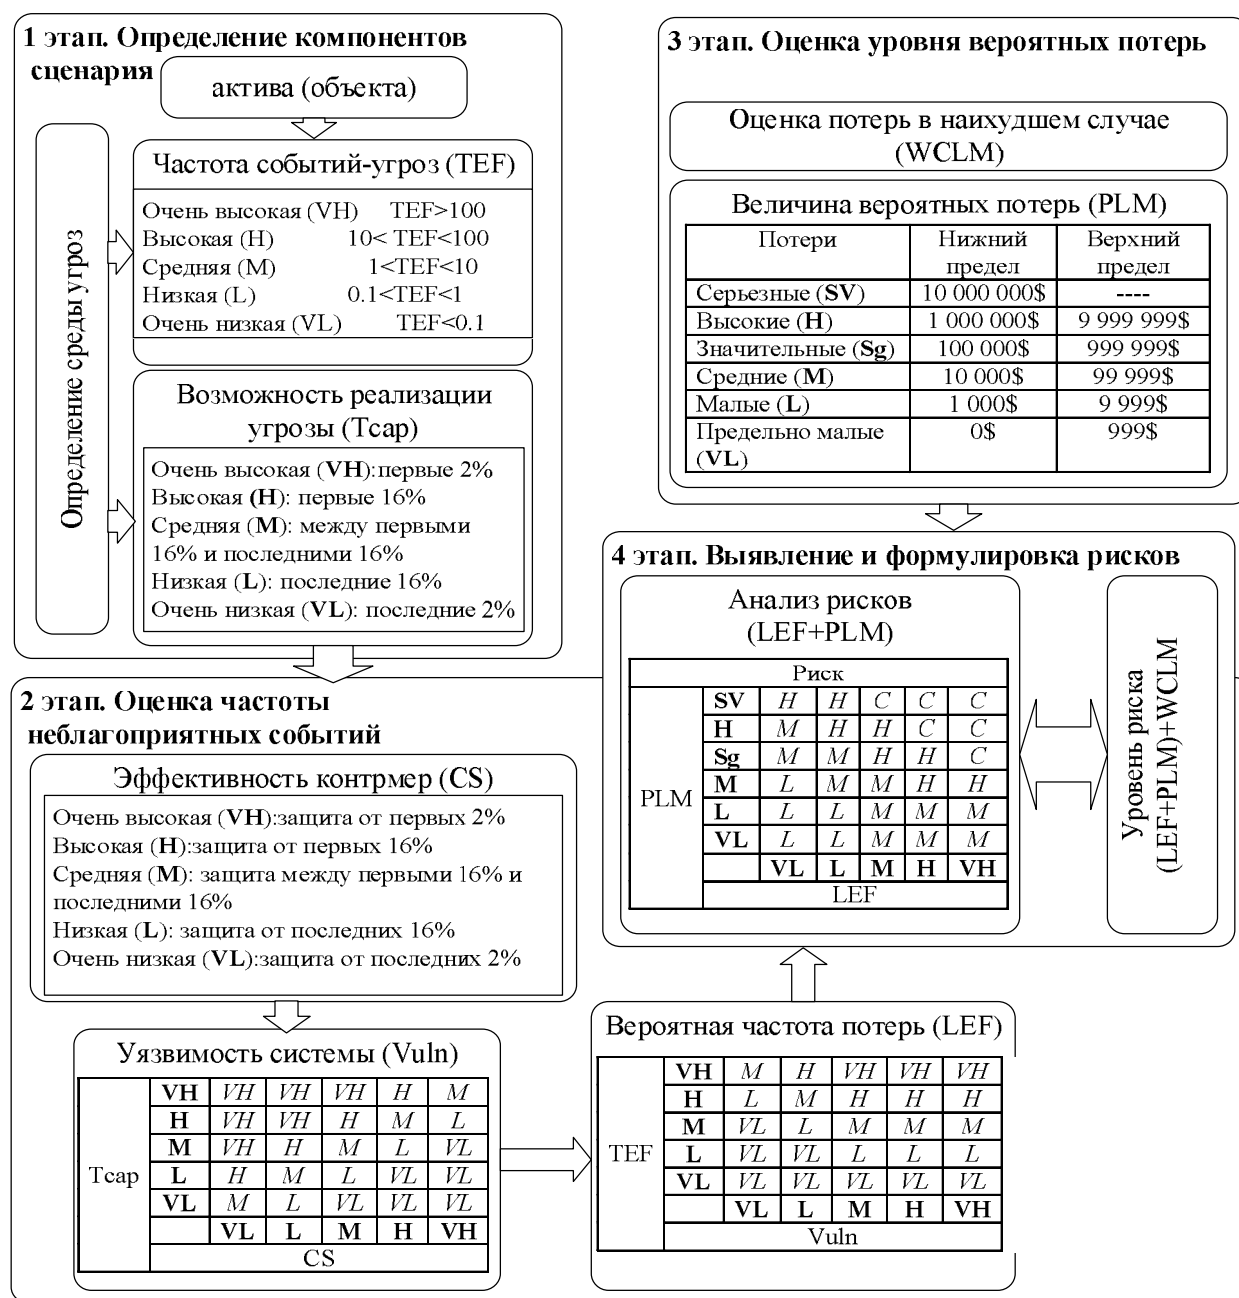 1 этап. Определение компонентов
сценария
актива (объекта)
Определение среды угроз
Частота событий-угроз (TEF)
Очень высокая (VH) TEF>100
Высокая (H) 10< TEF<100
Средняя (M) 1<TEF<10
Низкая (L) 0.1<TEF<1
Очень низкая (VL) TEF<0.1
Возможность реализации
угрозы (Tcap)
Очень высокая (VH):первые 2%
Высокая (H): первые 16%
Средняя (M): между первыми
16% и последними 16%
Низкая (L): последние 16%
Очень низкая (VL): последние 2%
2 этап. Оценка частоты
неблагоприятных событий
Эффективность контрмер (CS)
Очень высокая (VH):защита от первых 2%
Высокая (H):защита от первых 16%
Средняя (M): защита между первыми 16% и
последними 16%
Низкая (L): защита от последних 16%
Очень низкая (VL):защита от последних 2%
Уязвимость системы (Vuln)
VH VH VH VH H M
H VH VH H M L
Tcap M VH H M L VL
L H M L VL VL
VL M L VL VL VL
VL L M H VH
CS
Вероятная частота потерь (LEF)
VH M H VH VH VH
H L M H H H
M VL L M M M
TEF L VL VL L L L
VL VL VL VL VL VL
VL L M H VH
Vuln
3 этап. Оценка уровня вероятных потерь
Оценка потерь в наихудшем случае
(WCLM)
Величина вероятных потерь (PLM)
Потери Нижний Верхний
предел предел
Серьезные (SV) 10 000 000$ ----
Высокие (H) 1 000 000$ 9 999 999$
Значительные (Sg) 100 000$ 999 999$
Средние (M) 10 000$ 99 999$
Малые (L) 1 000$ 9 999$
Предельно малые 0$ 999$
(VL)
4 этап. Выявление и формулировка рисков
Анализ рисков
(LEF+PLM)
Риск
SV H H C C C
H M H H C C
Sg M M H H C
PLM M L M M H H
L L L M M M
VL L L M M M
VL L M H VH
LEF
Уровень риска
(LEF+PLM)+WCLM